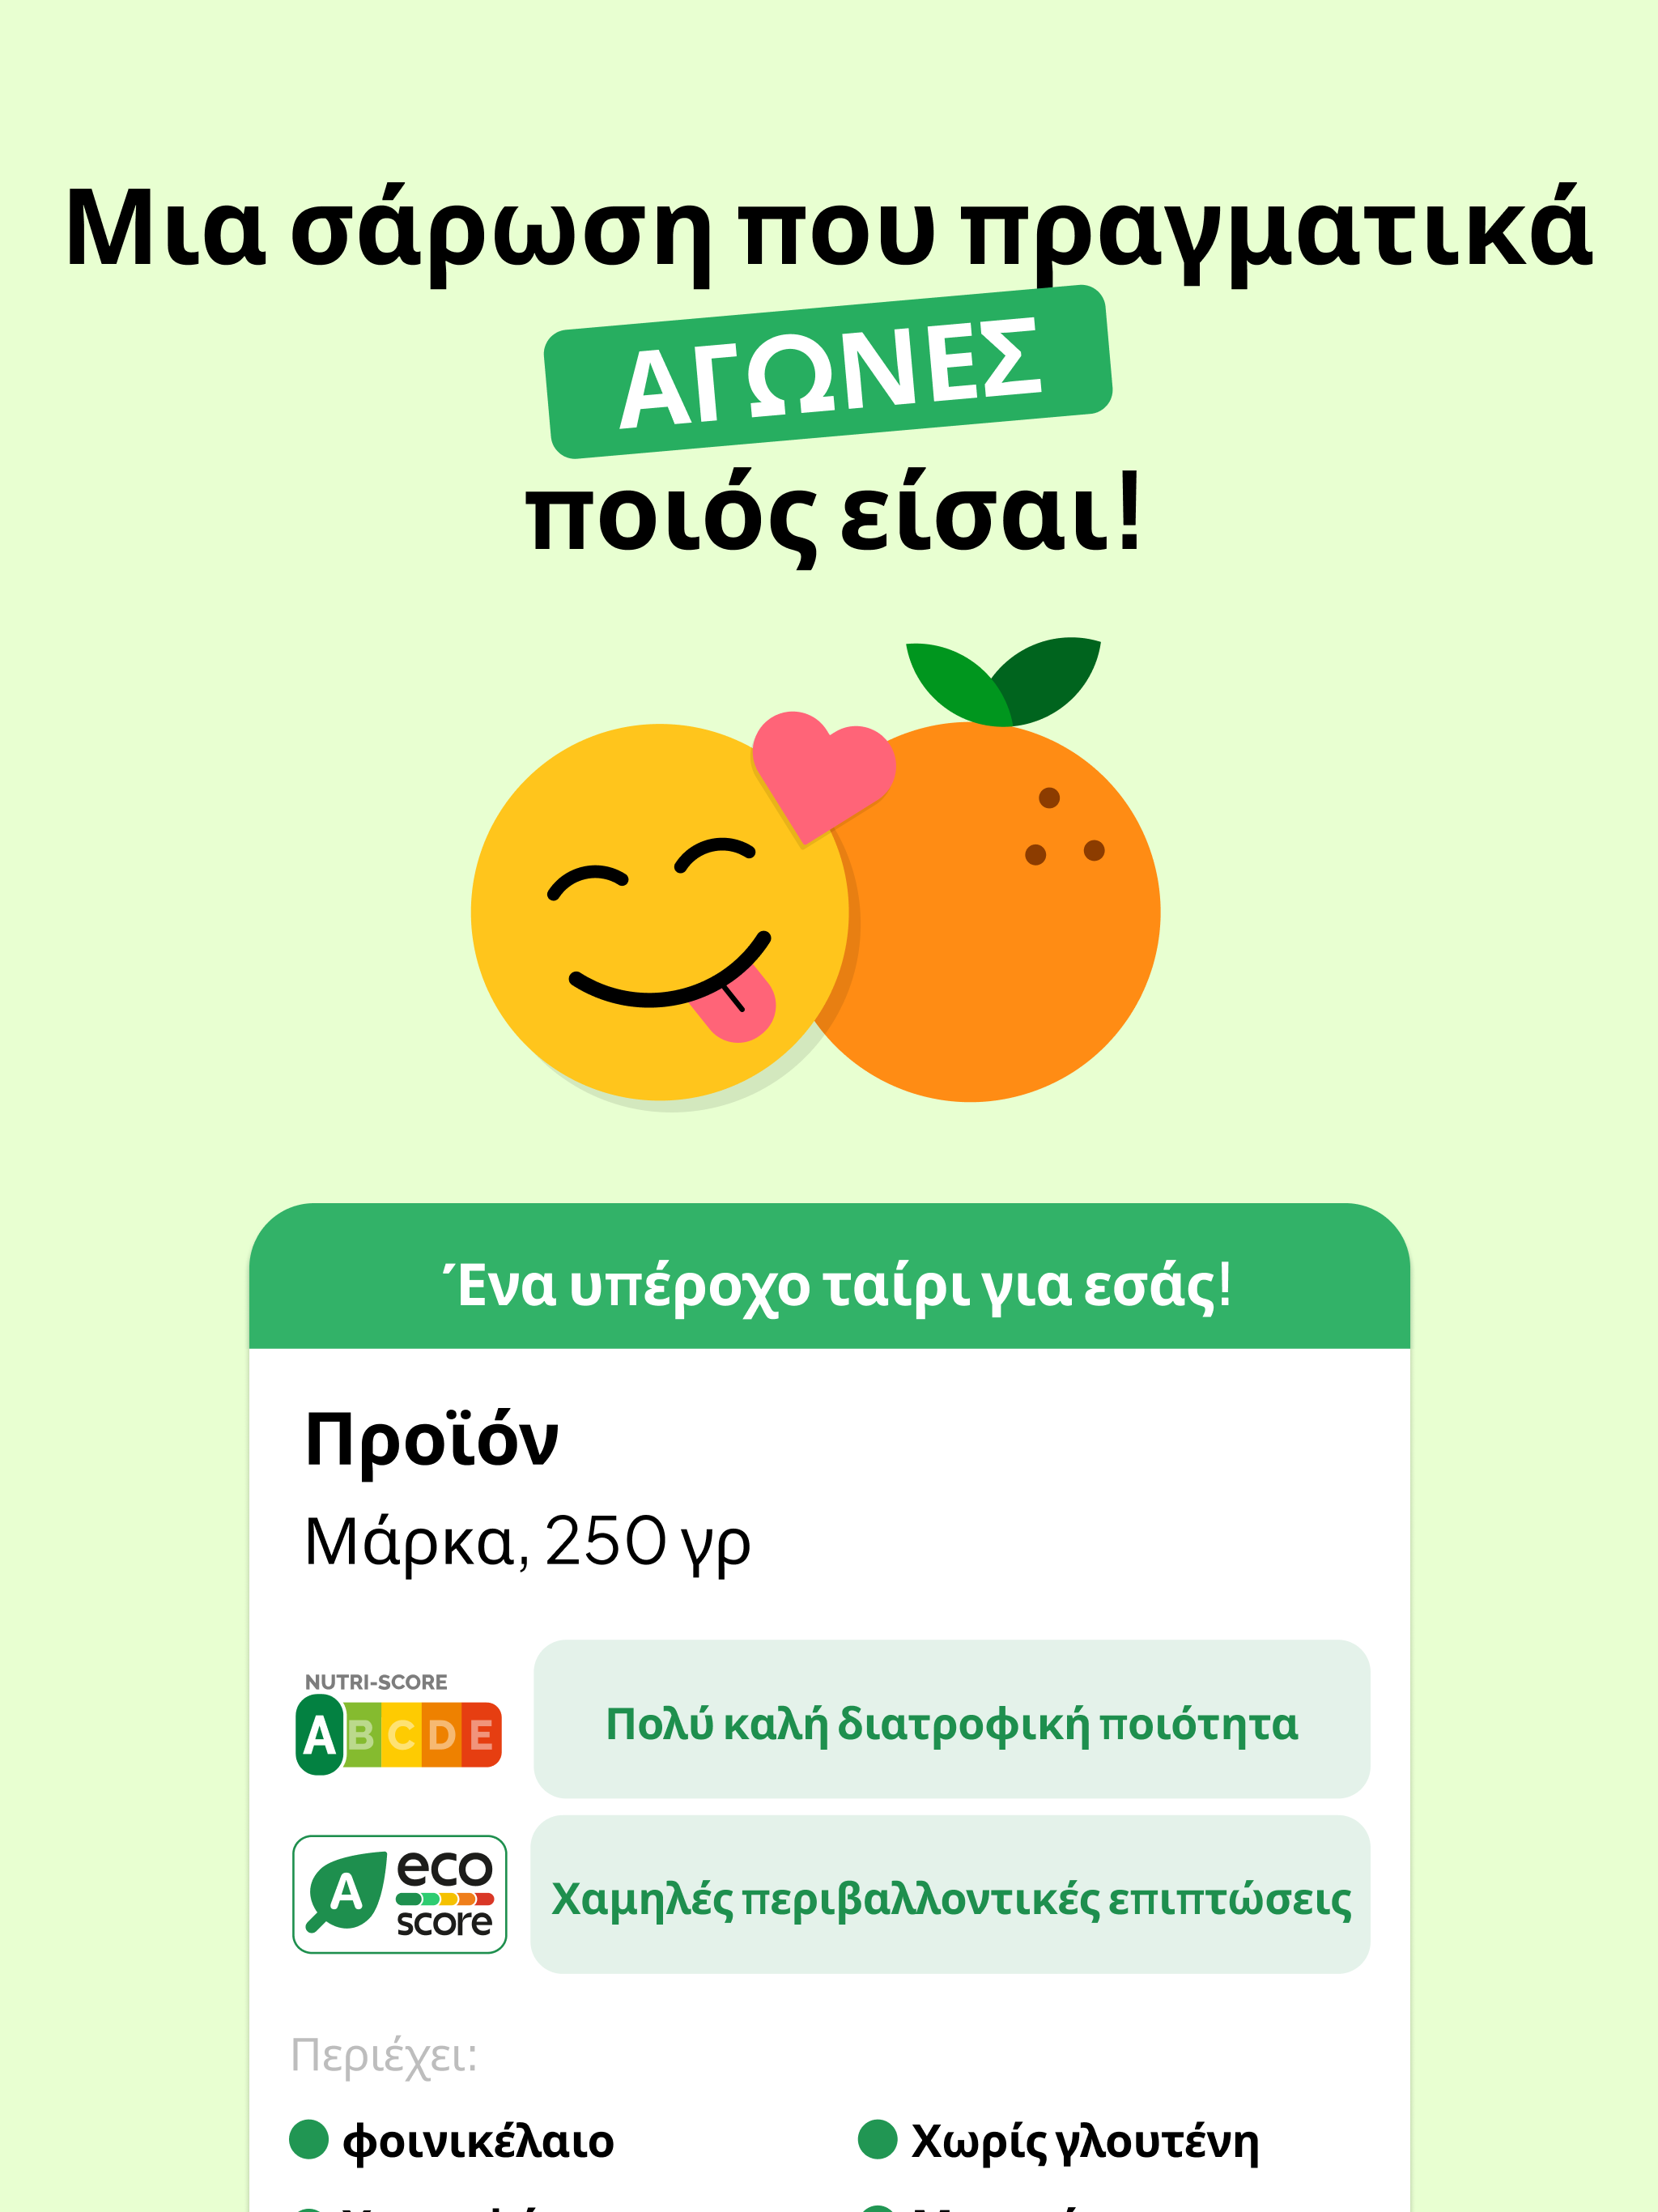 Μια σάρωση που πραγματικά
ΑΓΩΝΕΣ
ποιός είσαι!
Ένα υπέροχο ταίρι για εσάς!
Προϊόν
Μάρκα, 250 γρ
NUTRI-SCORE
A B C D E
Πολύ καλή διατροφική ποιότητα
A eco
score
Χαμηλές περιβαλλοντικές επιπτώσεις
Περιέχει:
φοινικέλαιο
Χωρίς γλουτένη